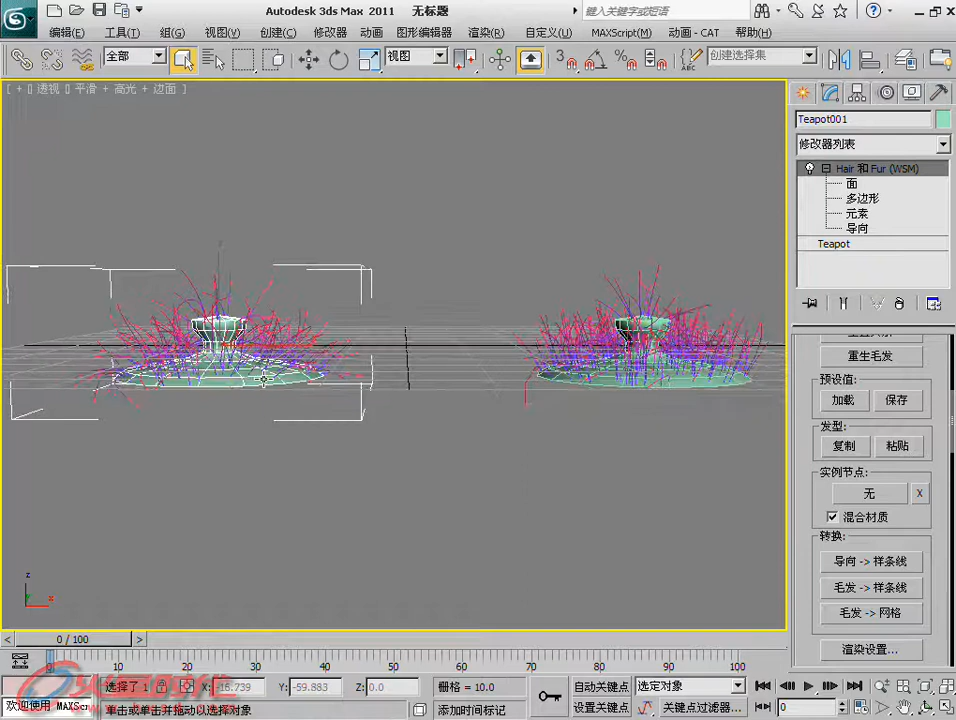 Autodesk 3ds Max 2011 无标题
键入关键字或短语
编辑(E) 工具(T) 组(G) 视图(V) 创建(C) 修改器 动画 图形编辑器 渲染(R) 自定义(U) MAXScript(M) 动画 - CAT 帮助(H)
全部 视图 3 创建选择集
[ + [] 透视 + 平滑 + 高光 + 边面 ]
Teapot001
修改器列表
Hair 和 Fur (WSM)
面
多边形
元素
导向
Teapot
重生毛发
预设值:
加载 保存
发型:
复制 粘贴
实例节点:
无 X
混合材质
转换:
导向 -> 样条线
毛发 -> 样条线
毛发 -> 网格
渲染设置...
z
x
< 0 / 100 >
0 10 20 30 40 50 60 70 80 90 100
选择了 1 X: -16.739 Y: -59.883 Z: 0.0 栅格 = 10.0 自动关键点 选定对象
欢迎使用 MAXScr 单击或单击并拖动以选择对象 添加时间标记 设置关键点 关键点过滤器... 0